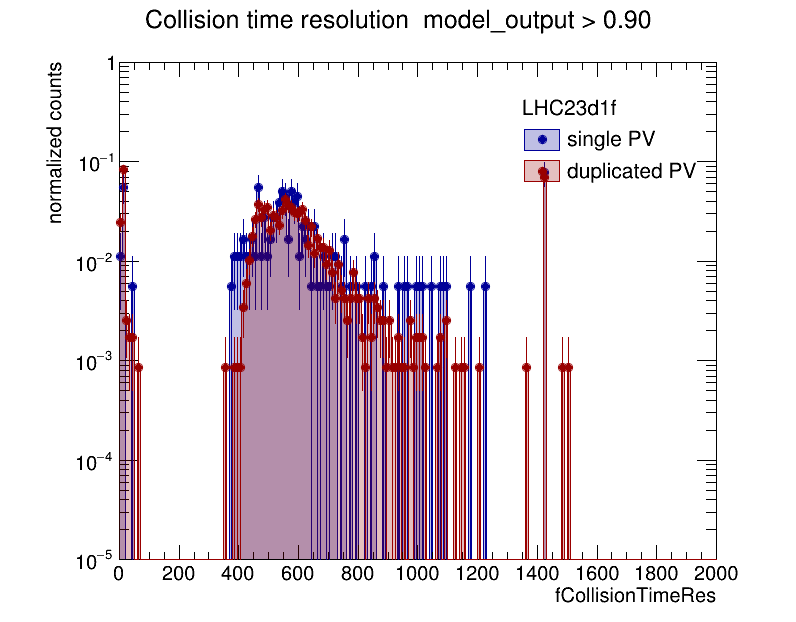 Collision time resolution  model_output > 0.90
normalized counts
LHC23d1f
single PV
duplicated PV
1
10−1
10−2
10−3
10−4
10−5
0 200 400 600 800 1000 1200 1400 1600 1800 2000
fCollisionTimeRes